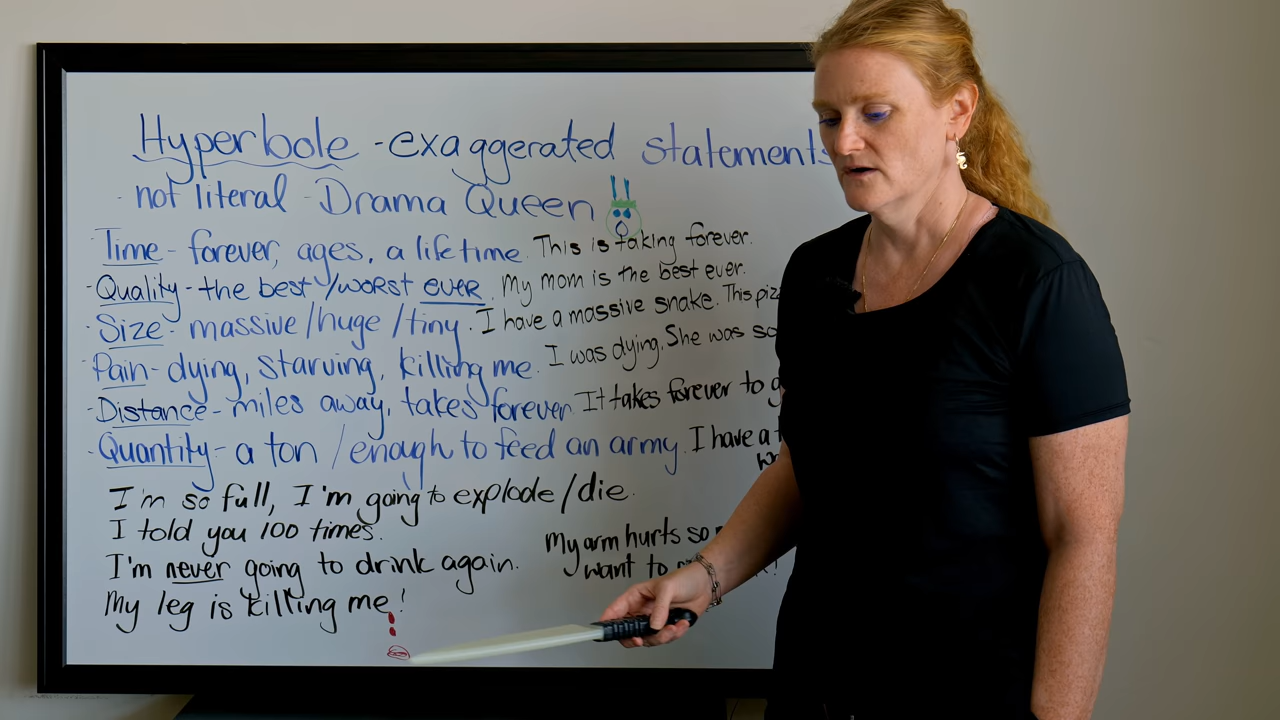 Hyperbole - exaggerated statements
- not literal - Drama Queen
- Time - forever, ages, a lifetime. This is taking forever.
- Quality - the best /worst ever. My mom is the best ever.
- Size - massive /huge /tiny. I have a massive snake. This
- Pain - dying, starving, killing me. I was dying. She was so
- Distance - miles away, takes forever. It takes forever to
- Quantity - a ton /enough to feed an army. I have a
I'm so full, I'm going to explode /die.
I told you 100 times.
I'm never going to drink again.
My arm hurts so
want to
My leg is killing me!